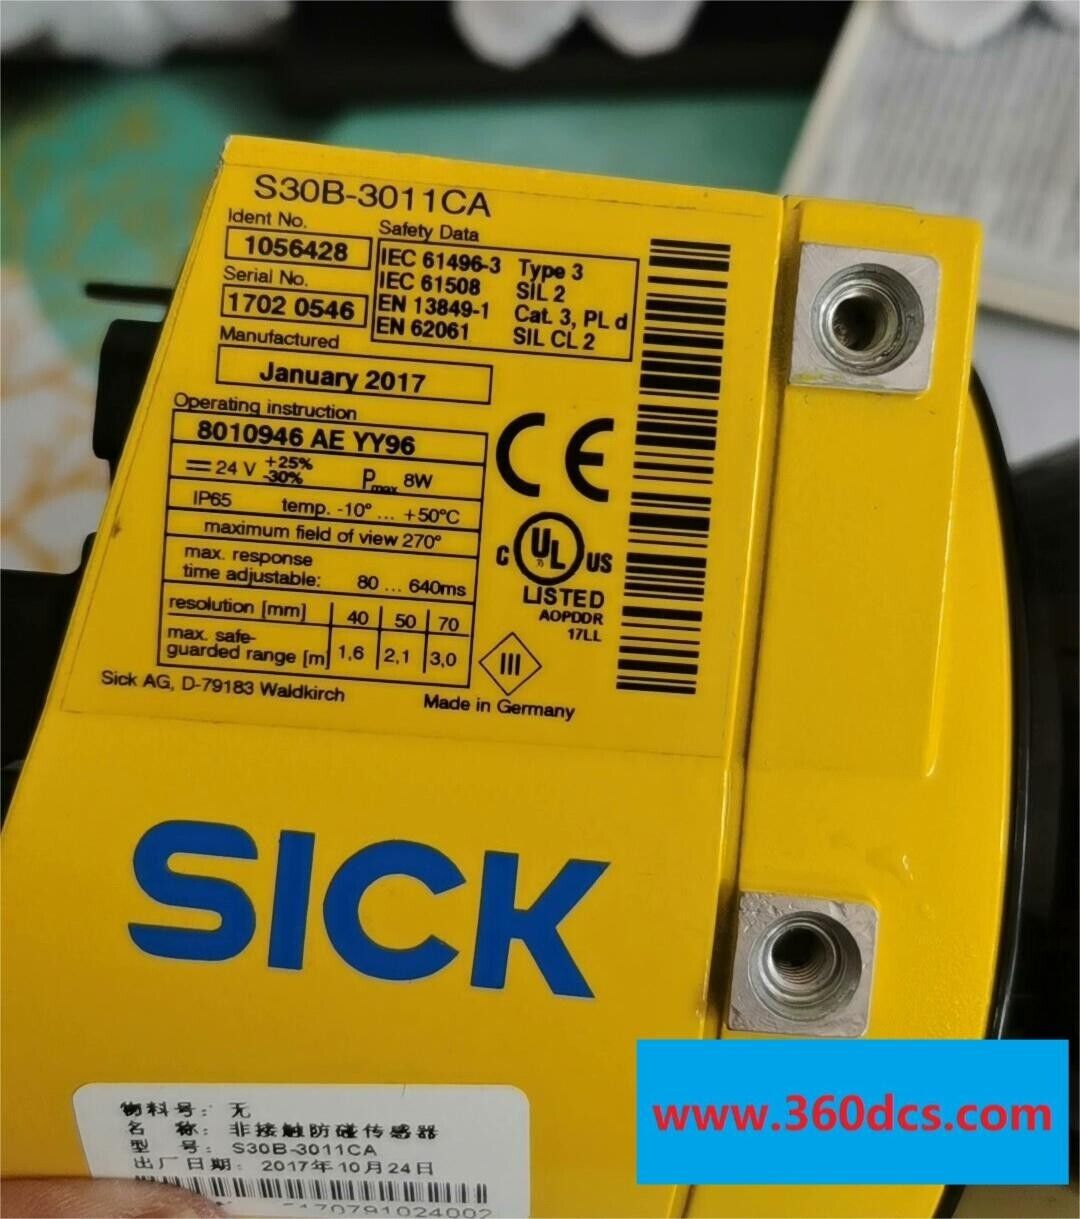 S30B-3011CA
Ident No.
1056428
Serial No.
1702 0546
Safety Data
IEC 61496-3 Type 3
IEC 61508 SIL 2
EN 13849-1 Cat. 3, PL d
EN 62061 SIL CL 2
Manufactured
January 2017
Operating instruction
8010946 AE YY96
24 V +25% -30% Pmax 8W
IP65 temp. -10° ... +50°C
maximum field of view 270°
max. response
time adjustable: 80 ... 640ms
resolution [mm] 40 50 70
max. safe-
guarded range [m] 1,6 2,1 3,0
CE
C UL US
LISTED
AOPDDR
17LL
III
Sick AG, D-79183 Waldkirch
Made in Germany
SICK
物料号: 无
名 称: 非接触防碰传感器
型 号: S30B-3011CA
出厂日期: 2017年10月24日
www.360dcs.com